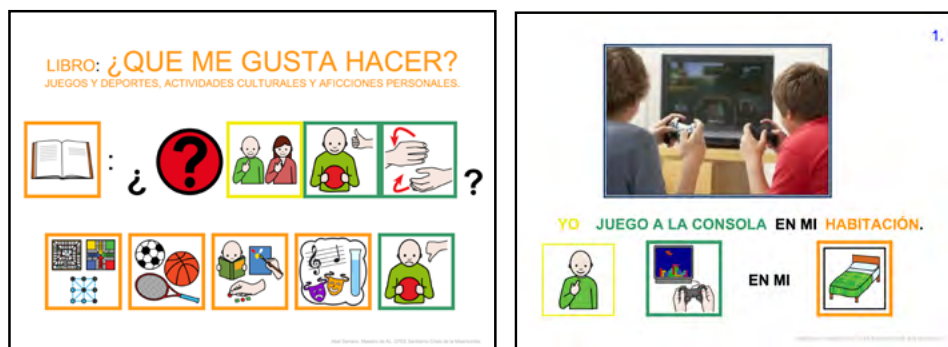 LIBRO: ¿QUE ME GUSTA HACER?
JUEGOS Y DEPORTES, ACTIVIDADES CULTURALES Y AFICCIONES PERSONALES.
: ¿ ? ?
1.
YO JUEGO A LA CONSOLA EN MI HABITACIÓN.
EN MI